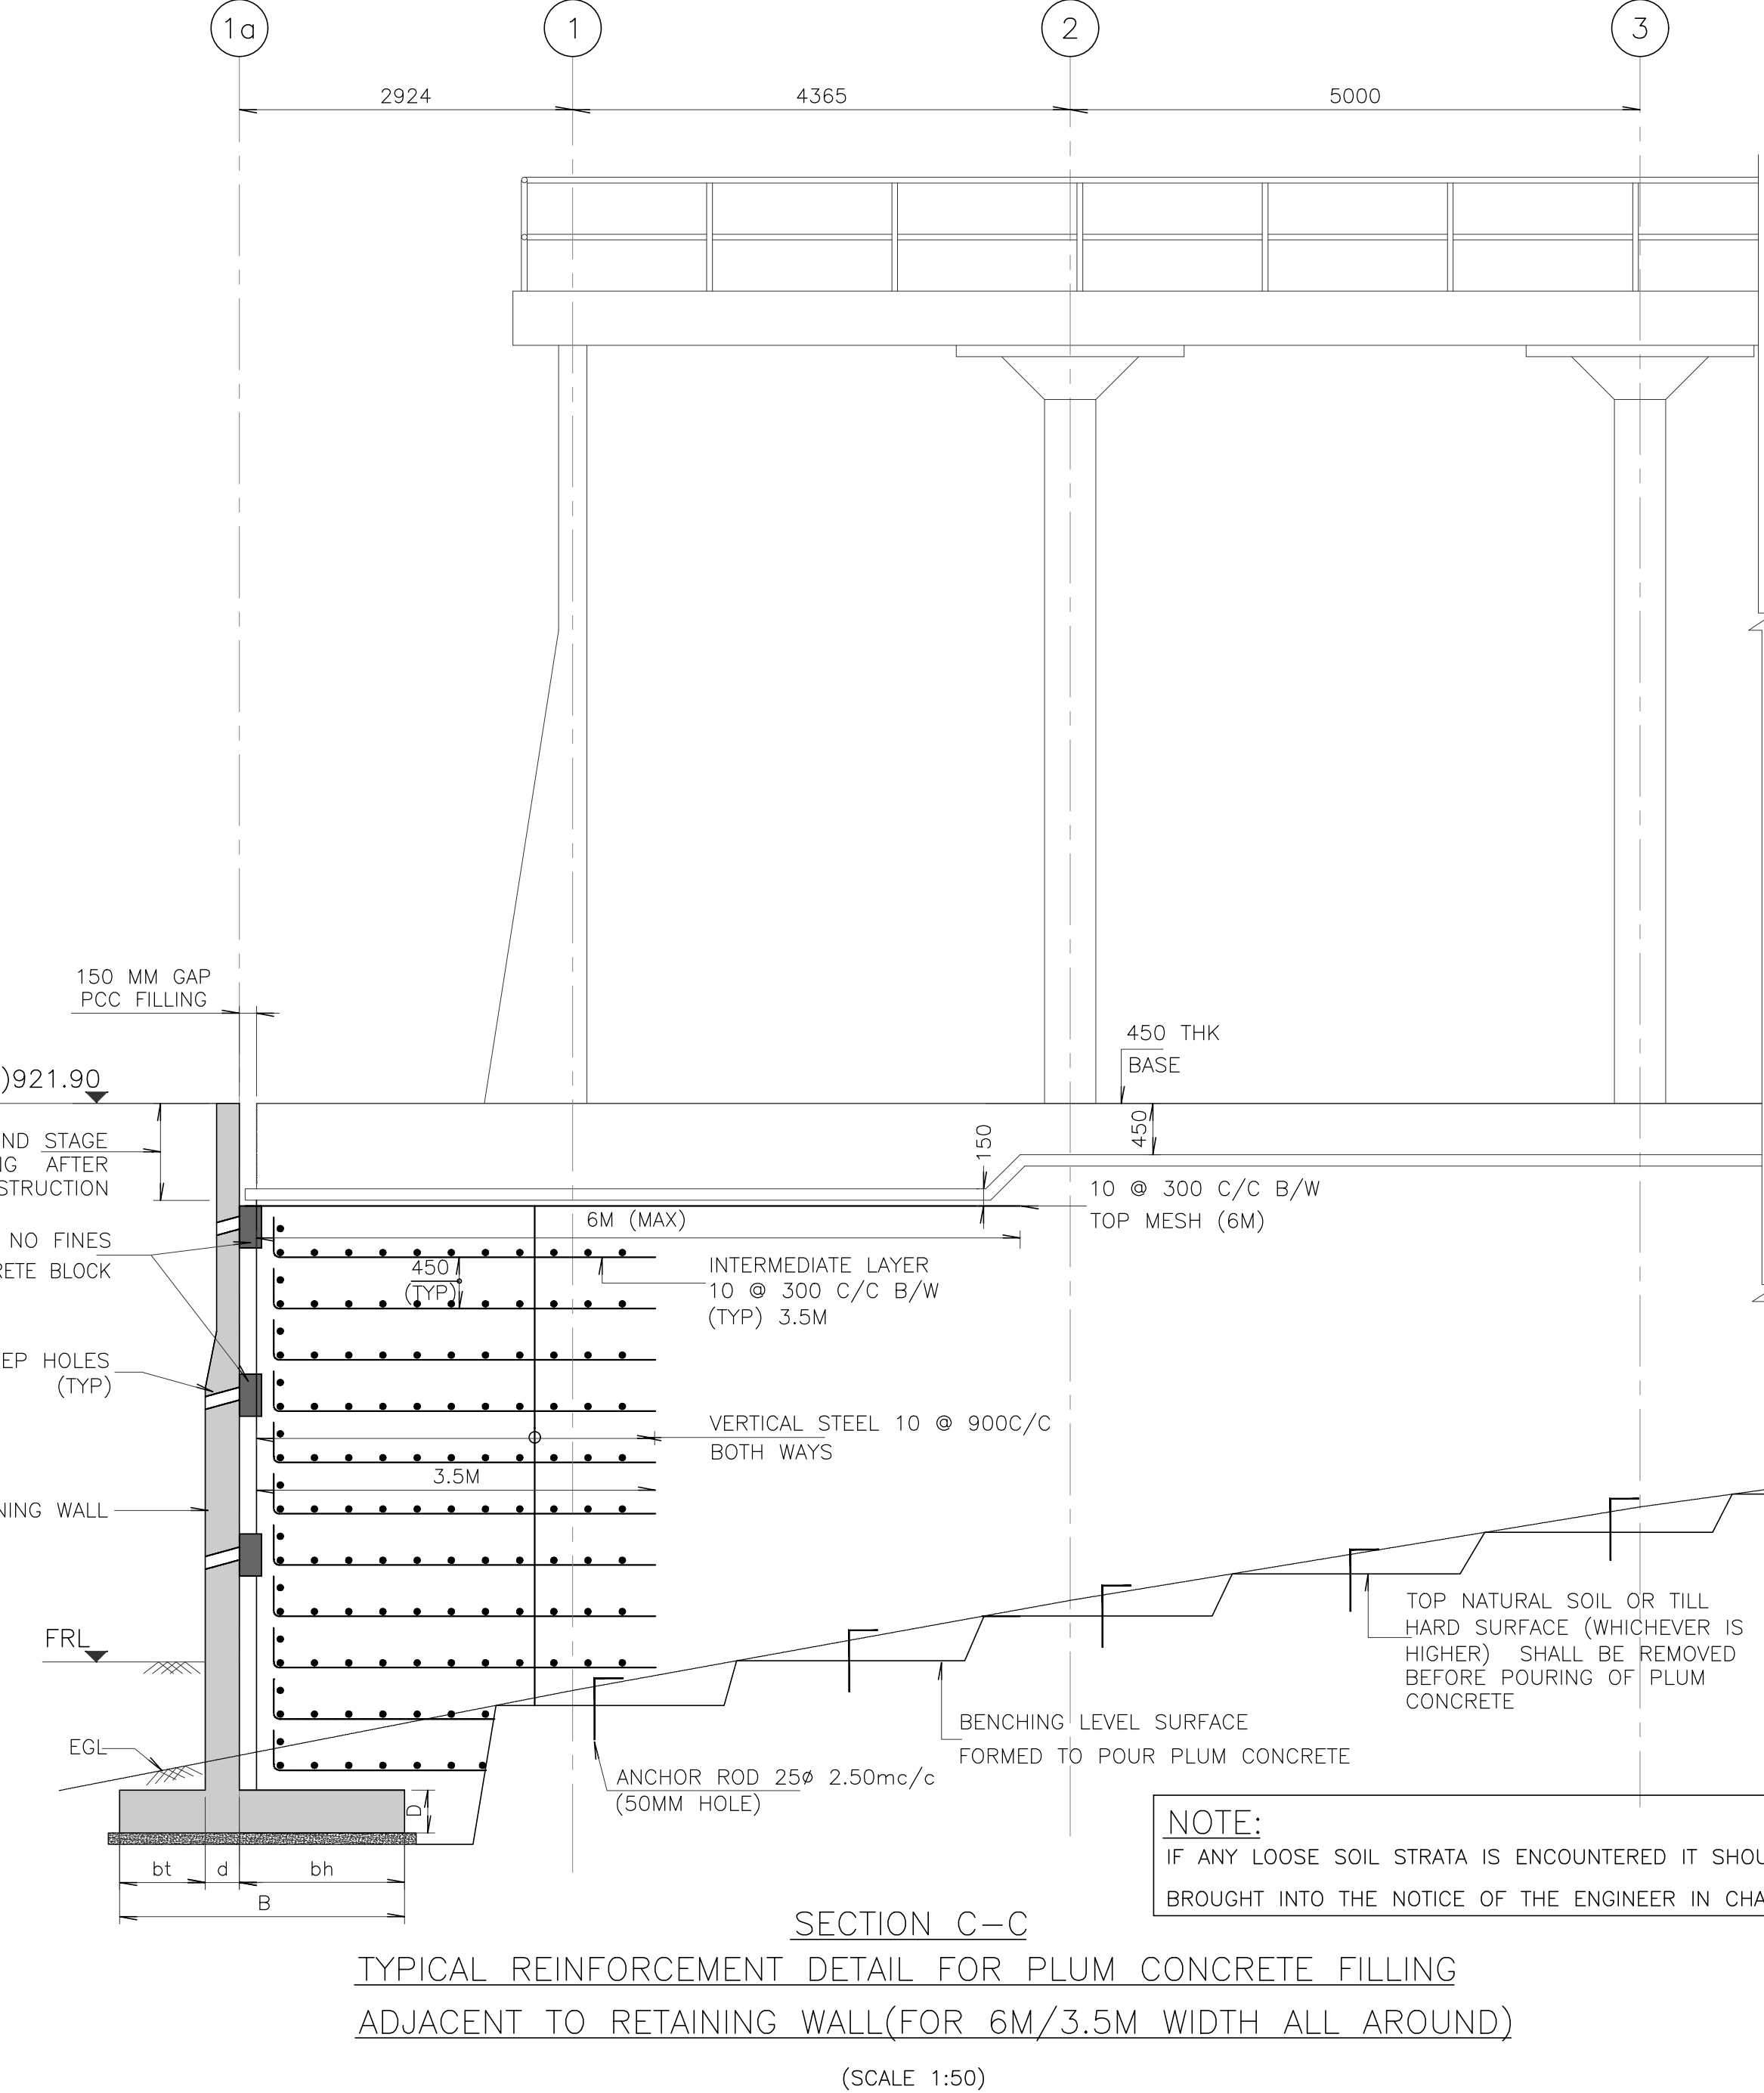 1a
1
2
3
2924
4365
5000
150 MM GAP
PCC FILLING
450 THK
BASE
)921.90
ND STAGE
NG AFTER
STRUCTION
150
450
10 @ 300 C/C B/W
TOP MESH (6M)
6M (MAX)
NO FINES
RETE BLOCK
450
(TYP)
INTERMEDIATE LAYER
10 @ 300 C/C B/W
(TYP) 3.5M
EP HOLES
(TYP)
VERTICAL STEEL 10 @ 900C/C
BOTH WAYS
3.5M
NING WALL
TOP NATURAL SOIL OR TILL
HARD SURFACE (WHICHEVER IS
HIGHER) SHALL BE REMOVED
BEFORE POURING OF PLUM
CONCRETE
FRL
BENCHING LEVEL SURFACE
FORMED TO POUR PLUM CONCRETE
EGL
ANCHOR ROD 25ø 2.50mc/c
(50MM HOLE)
D
bt
d
bh
B
NOTE:
IF ANY LOOSE SOIL STRATA IS ENCOUNTERED IT SHOU
BROUGHT INTO THE NOTICE OF THE ENGINEER IN CHA
SECTION C-C
TYPICAL REINFORCEMENT DETAIL FOR PLUM CONCRETE FILLING
ADJACENT TO RETAINING WALL(FOR 6M/3.5M WIDTH ALL AROUND)
(SCALE 1:50)